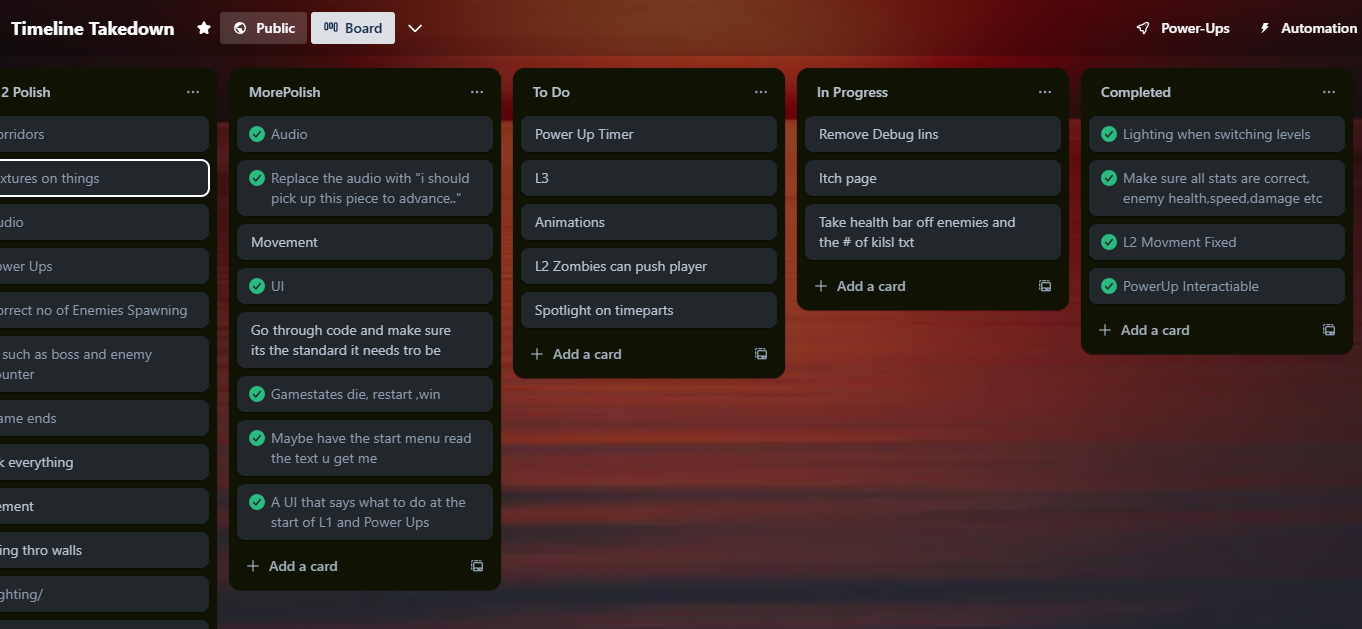 Timeline Takedown
Public
Board
Power-Ups
Automation
2 Polish
orridors
xtures on things
udio
ower Ups
orrect no of Enemies Spawning
such as boss and enemy
ounter
ame ends
k everything
ement
ing thro walls
ghting/
MorePolish
Audio
Replace the audio with "i should
pick up this piece to advance.."
Movement
UI
Go through code and make sure
its the standard it needs tro be
Gamestates die, restart ,win
Maybe have the start menu read
the text u get me
A UI that says what to do at the
start of L1 and Power Ups
Add a card
To Do
Power Up Timer
L3
Animations
L2 Zombies can push player
Spotlight on timeparts
Add a card
In Progress
Remove Debug lins
Itch page
Take health bar off enemies and
the # of kilsl txt
Add a card
Completed
Lighting when switching levels
Make sure all stats are correct,
enemy health,speed,damage etc
L2 Movment Fixed
PowerUp Interactiable
Add a card